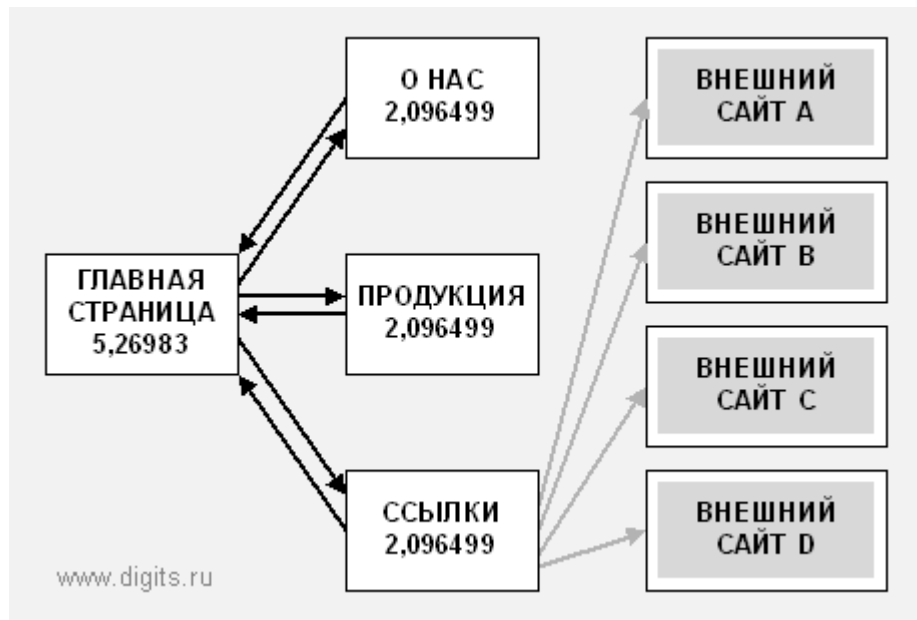 О НАС
2,096499
ВНЕШНИЙ
САЙТ А
ВНЕШНИЙ
САЙТ B
ГЛАВНАЯ
СТРАНИЦА
5,26983
ПРОДУКЦИЯ
2,096499
ВНЕШНИЙ
САЙТ C
ССЫЛКИ
2,096499
ВНЕШНИЙ
САЙТ D
www.digits.ru